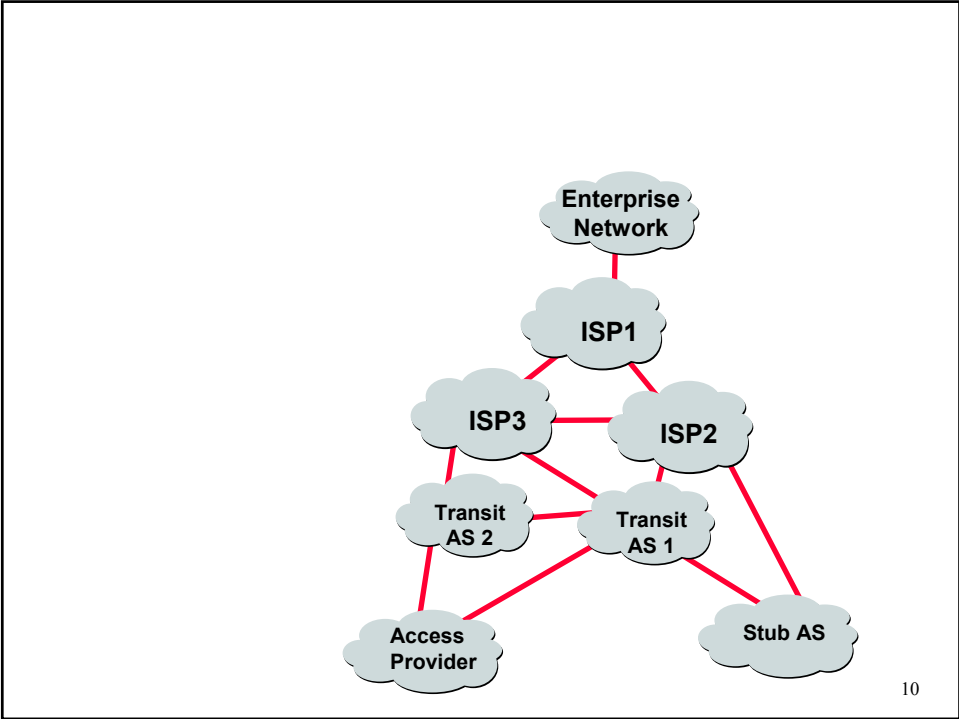 Enterprise
Network
ISP1
ISP3
ISP2
Transit
AS 2
Transit
AS 1
Access
Provider
Stub AS
10